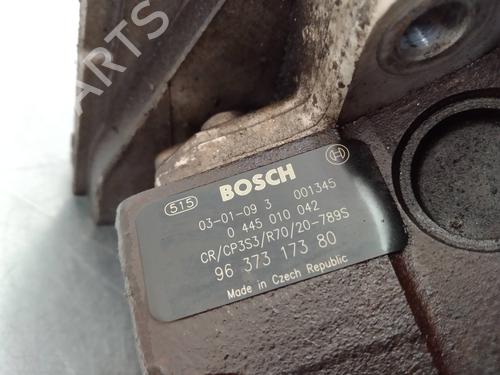 515 BOSCH
03-01-09 3 001345
0 445 010 042
CR/CP3S3/R70/20-789S
96 373 173 80
Made in Czech Republic